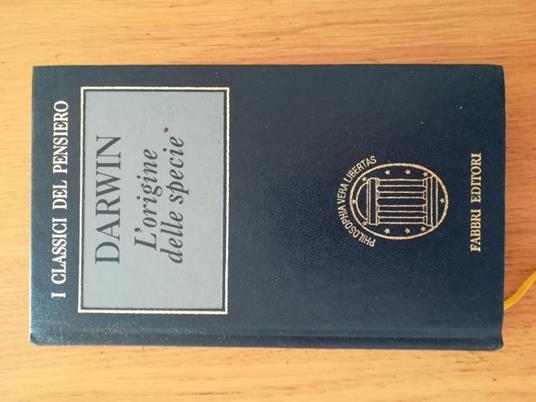 I CLASSICI DEL PENSIERO
DARWIN
L'origine
delle specie
PHILOSOPHIA VERA LIBERTAS
FABBRI EDITORI